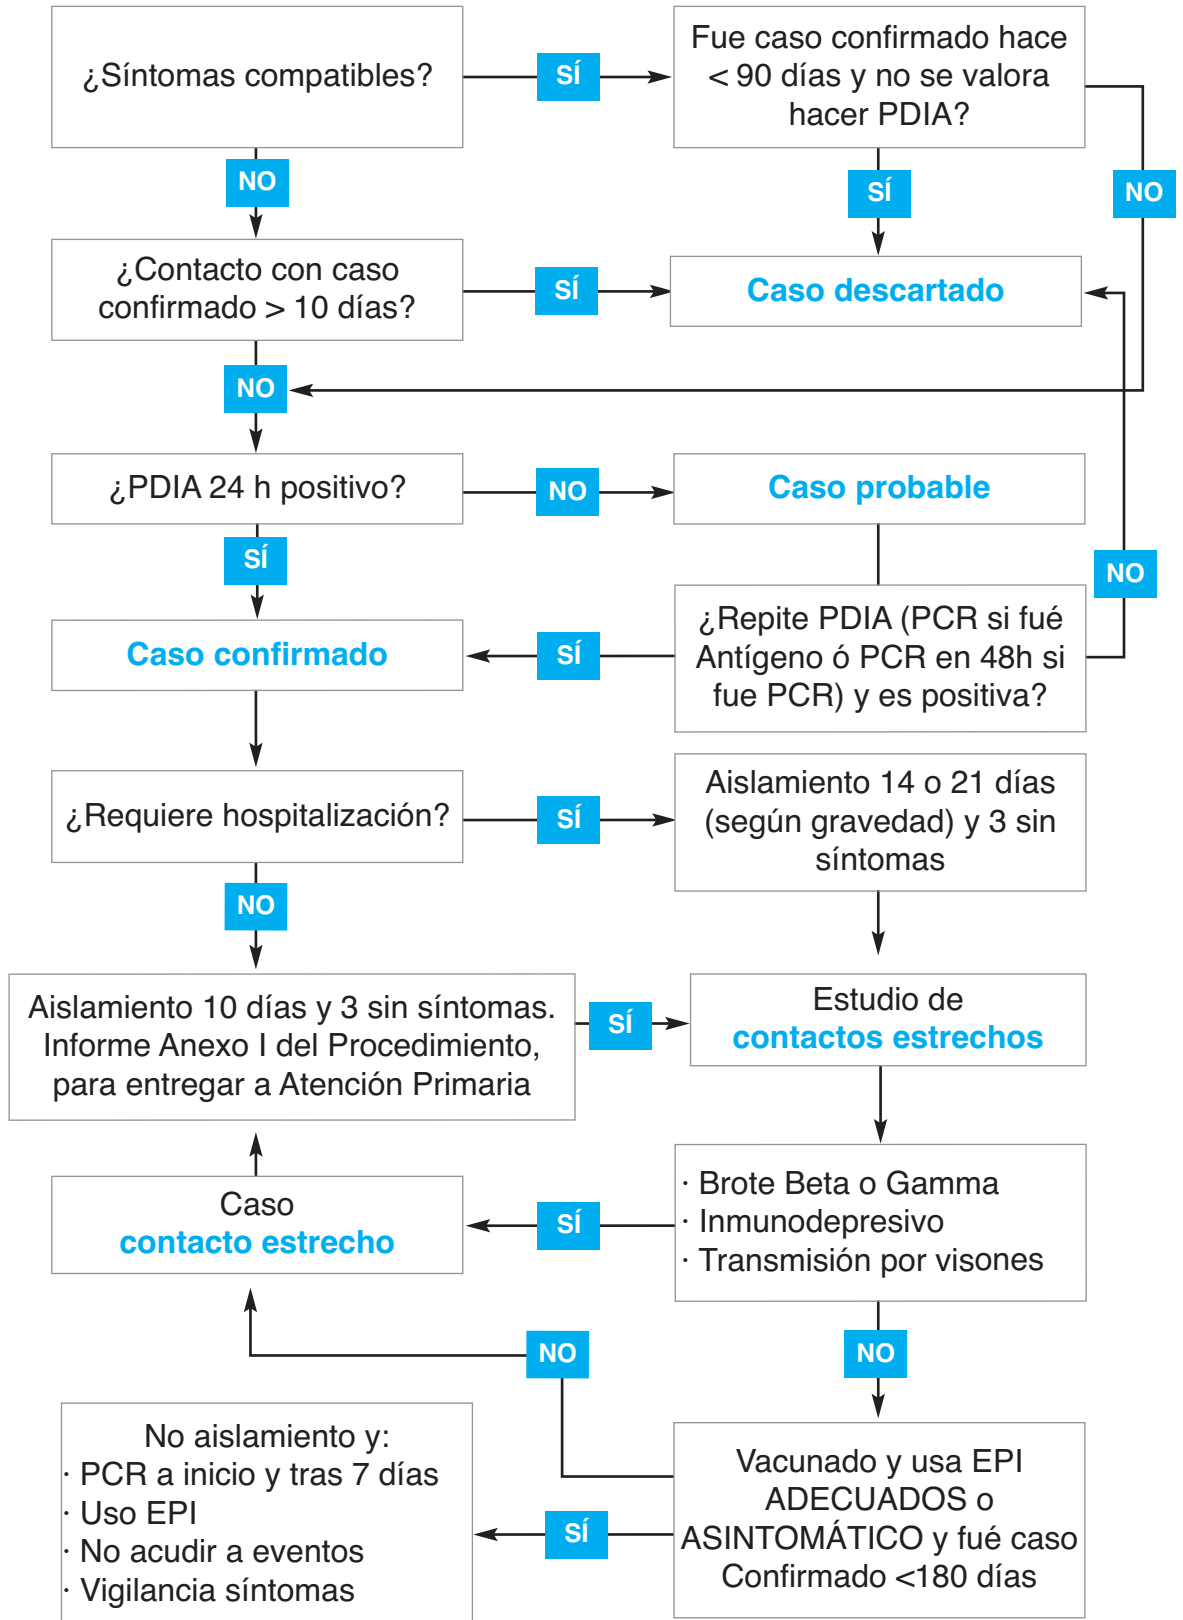 ¿Síntomas compatibles?
SÍ
Fue caso confirmado hace
< 90 días y no se valora
hacer PDIA?
NO
SÍ
NO
¿Contacto con caso
confirmado > 10 días?
SÍ
Caso descartado
NO
¿PDIA 24 h positivo?
NO
Caso probable
SÍ
NO
Caso confirmado
SÍ
¿Repite PDIA (PCR si fué
Antígeno ó PCR en 48h si
fue PCR) y es positiva?
¿Requiere hospitalización?
SÍ
Aislamiento 14 o 21 días
(según gravedad) y 3 sin
síntomas
NO
Aislamiento 10 días y 3 sin síntomas.
Informe Anexo I del Procedimiento,
para entregar a Atención Primaria
SÍ
Estudio de
contactos estrechos
Caso
contacto estrecho
SÍ
· Brote Beta o Gamma
· Inmunodepresivo
· Transmisión por visones
NO
NO
No aislamiento y:
· PCR a inicio y tras 7 días
· Uso EPI
· No acudir a eventos
· Vigilancia síntomas
SÍ
Vacunado y usa EPI
ADECUADOS o
ASINTOMÁTICO y fué caso
Confirmado <180 días